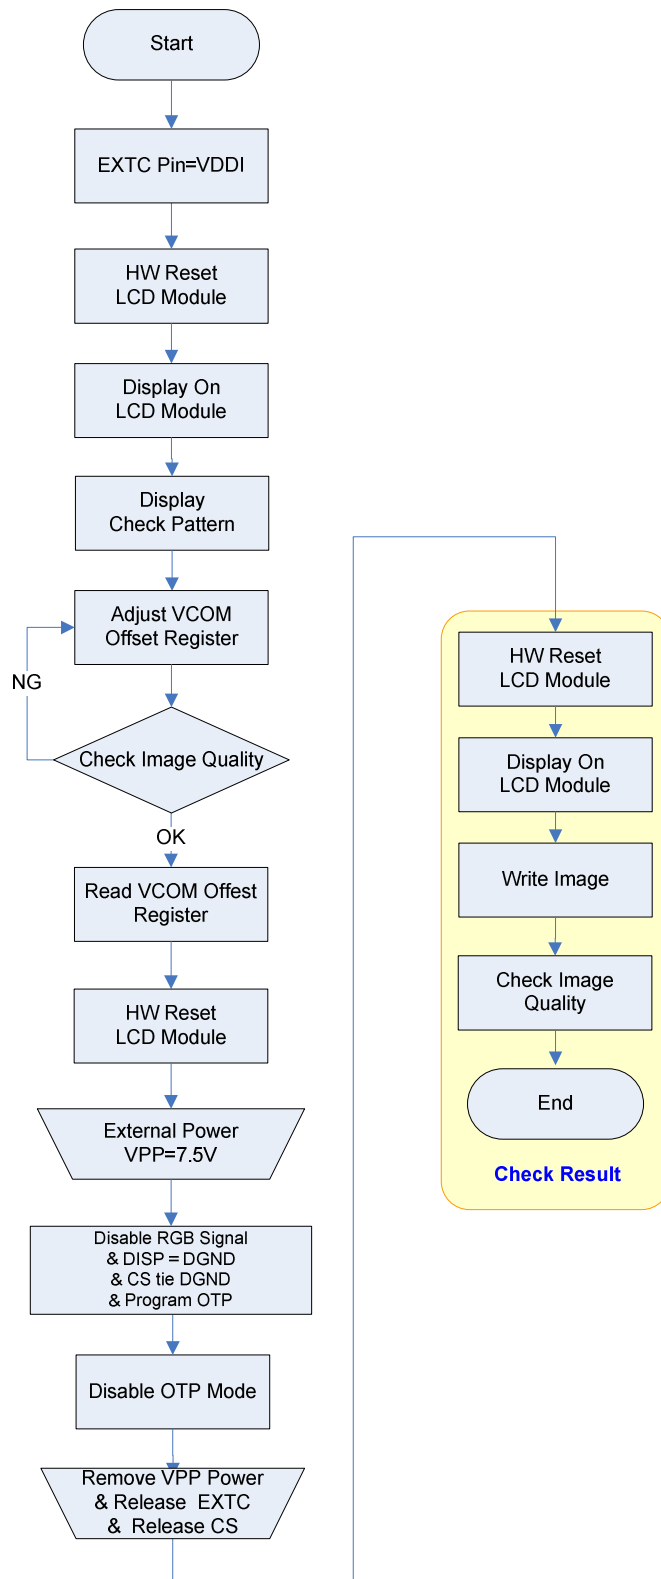 Start
EXTC Pin=VDDI
HW Reset
LCD Module
Display On
LCD Module
Display
Check Pattern
Adjust VCOM
Offset Register
NG
Check Image Quality
OK
Read VCOM Offest
Register
HW Reset
LCD Module
External Power
VPP=7.5V
Disable RGB Signal
& DISP = DGND
& CS tie DGND
& Program OTP
Disable OTP Mode
Remove VPP Power
& Release EXTC
& Release CS
HW Reset
LCD Module
Display On
LCD Module
Write Image
Check Image
Quality
End
Check Result